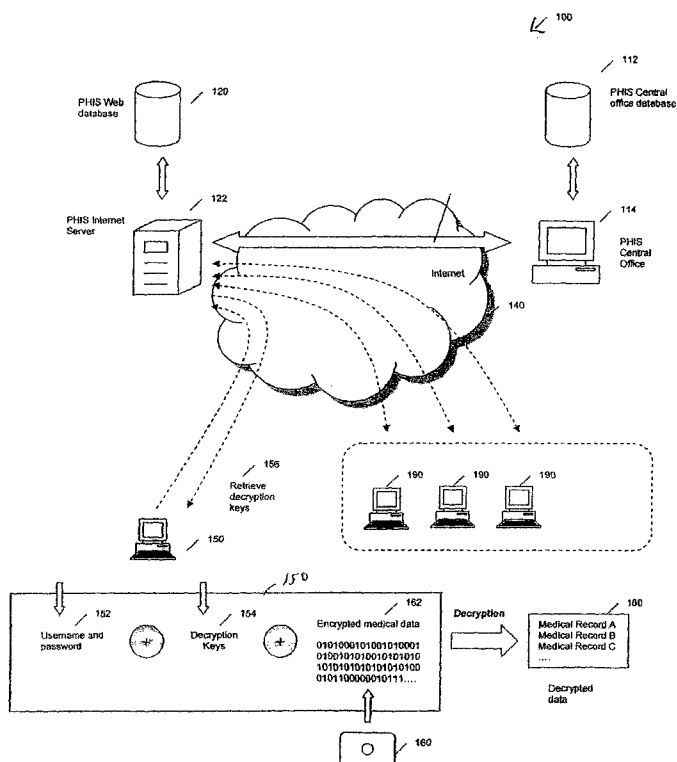 100
112
120
PHIS Web
database
PHIS Central
office database
122
114
PHIS Internet
Server
PHIS
Central
Office
Internet
140
156
Retrieve
decryption
keys
190
190
190
150
150
152
154
162
180
Username and
password
+
Decryption
Keys
+
Encrypted medical data
0101000101001010001
0100101010010101010
1010101010101010100
010110000010111....
Decryption
Medical Record A
Medical Record B
Medical Record C
....
Decrypted
data
160